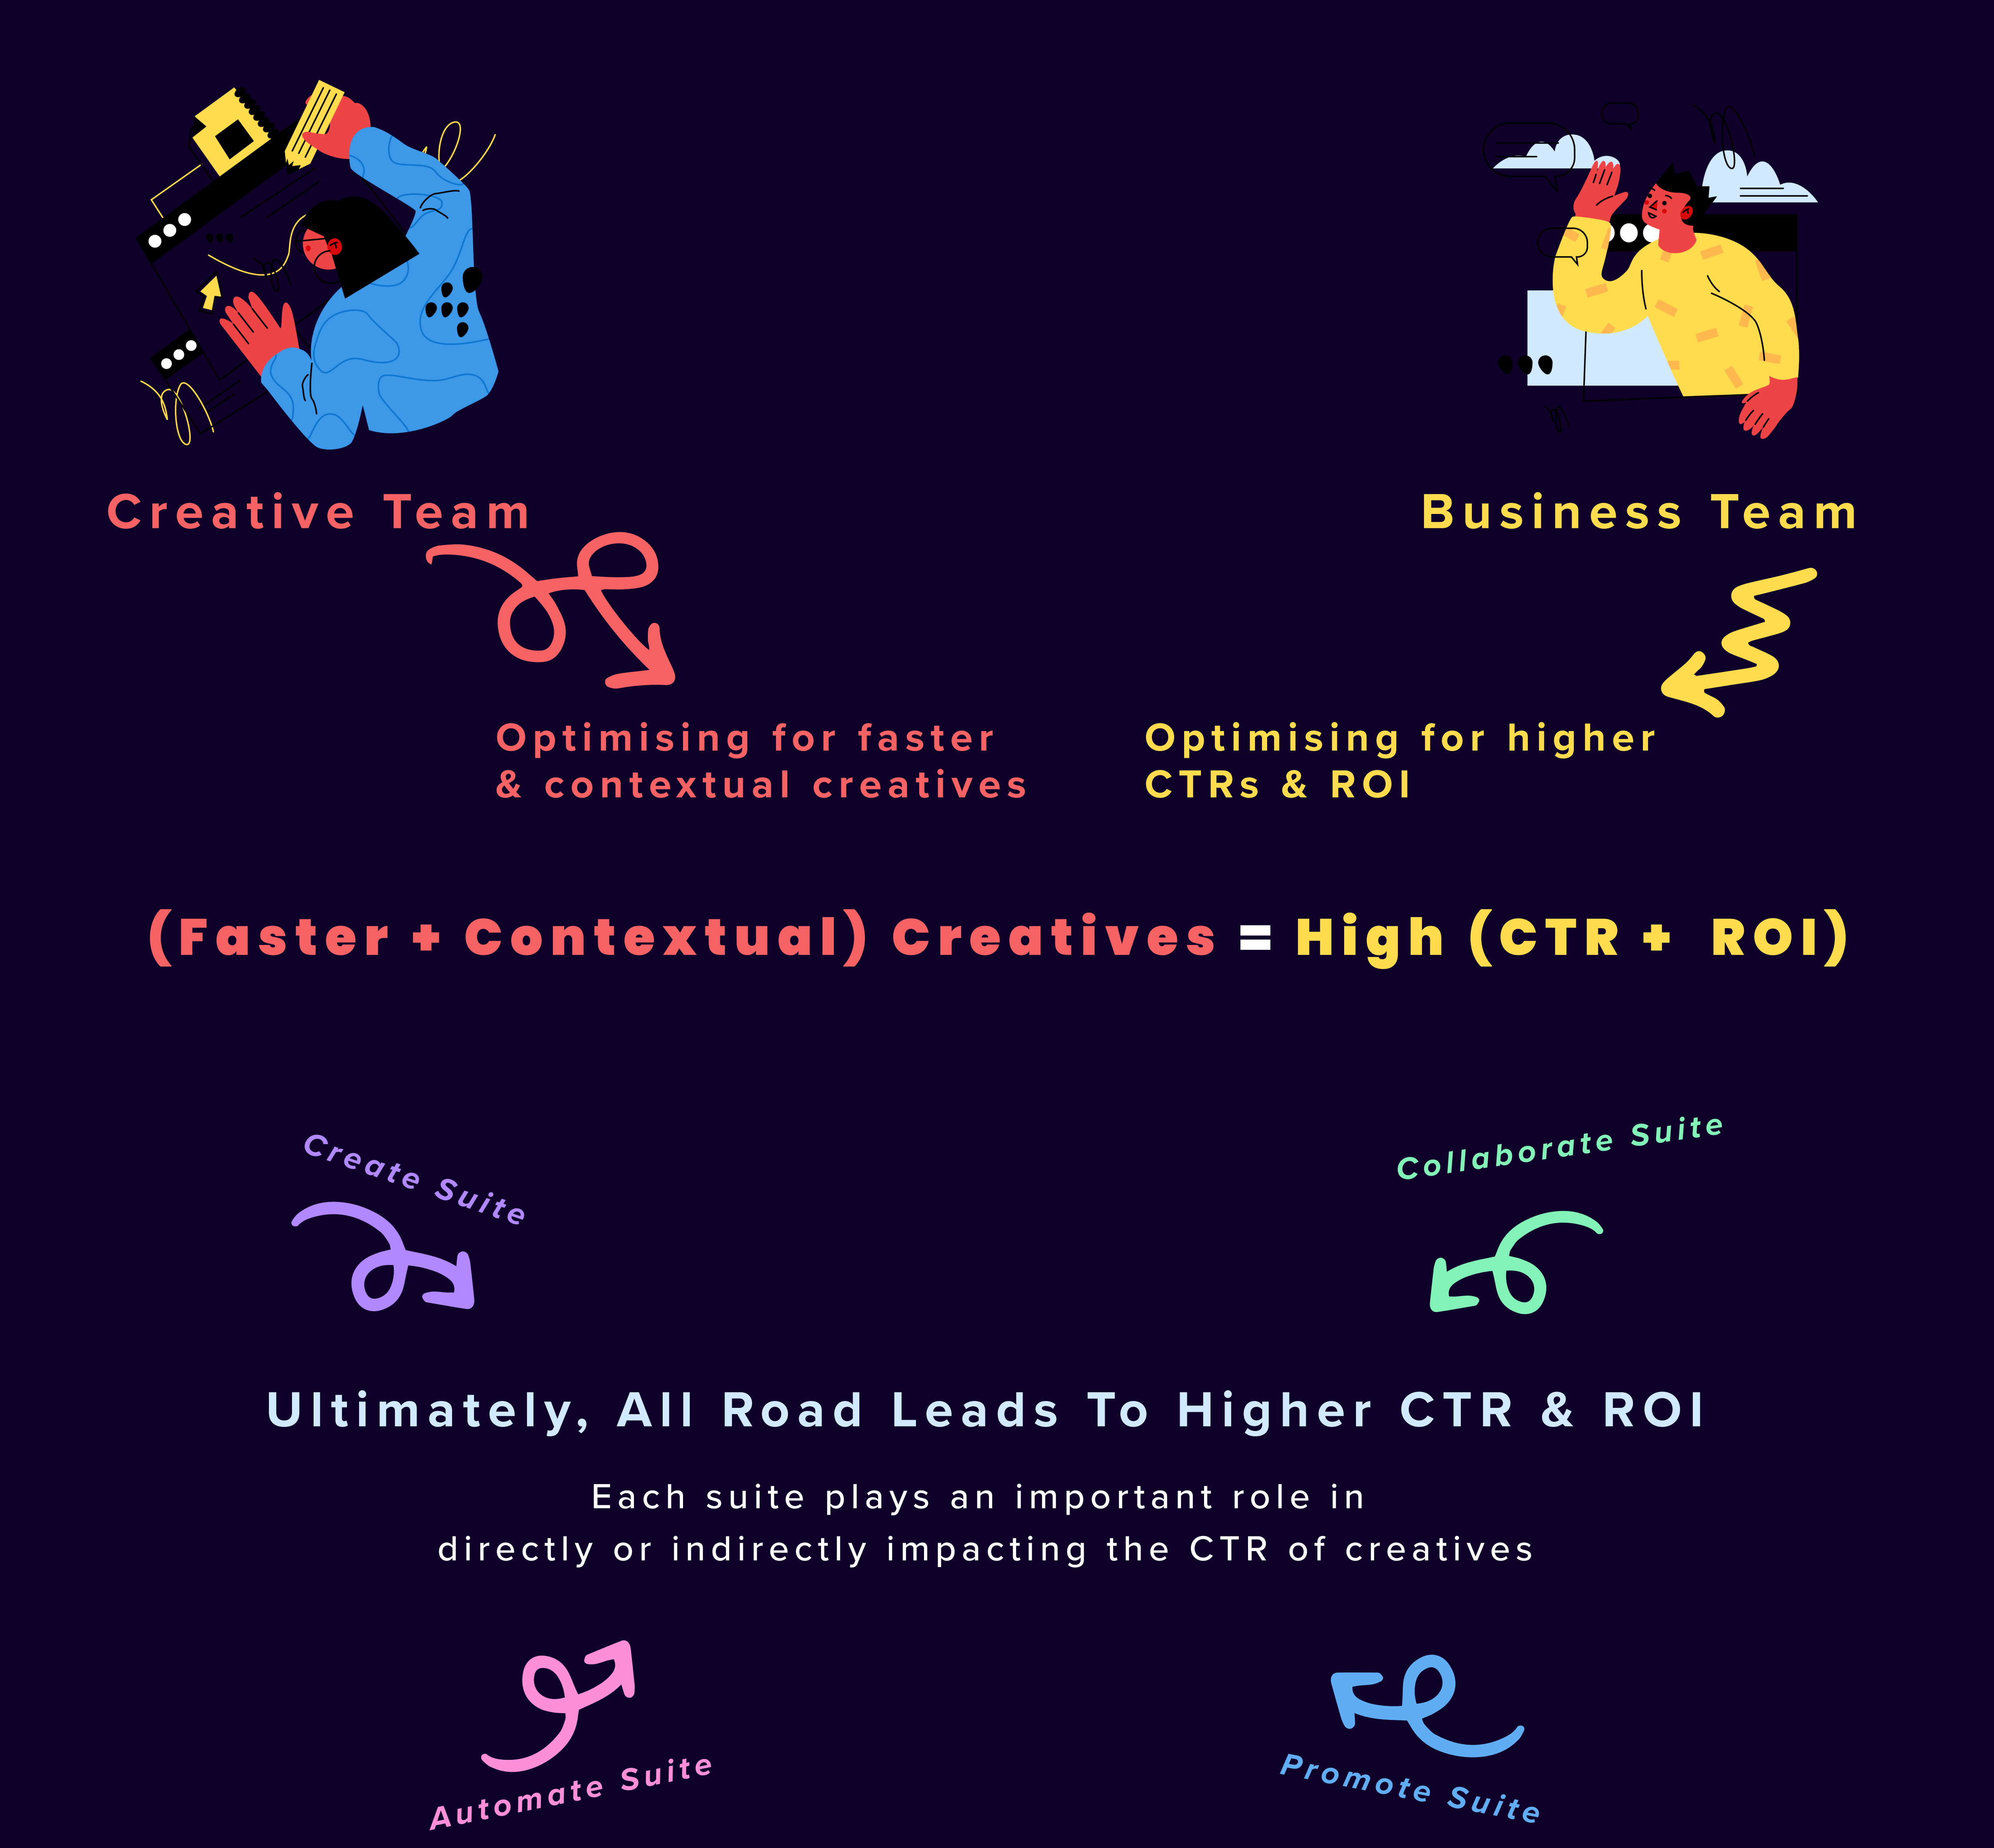 Creative Team
Business Team
Optimising for faster
& contextual creatives
Optimising for higher
CTRs & ROI
(Faster + Contextual) Creatives = High (CTR + ROI)
Create Suite
Collaborate Suite
Ultimately, All Road Leads To Higher CTR & ROI
Each suite plays an important role in
directly or indirectly impacting the CTR of creatives
Automate Suite
Promote Suite